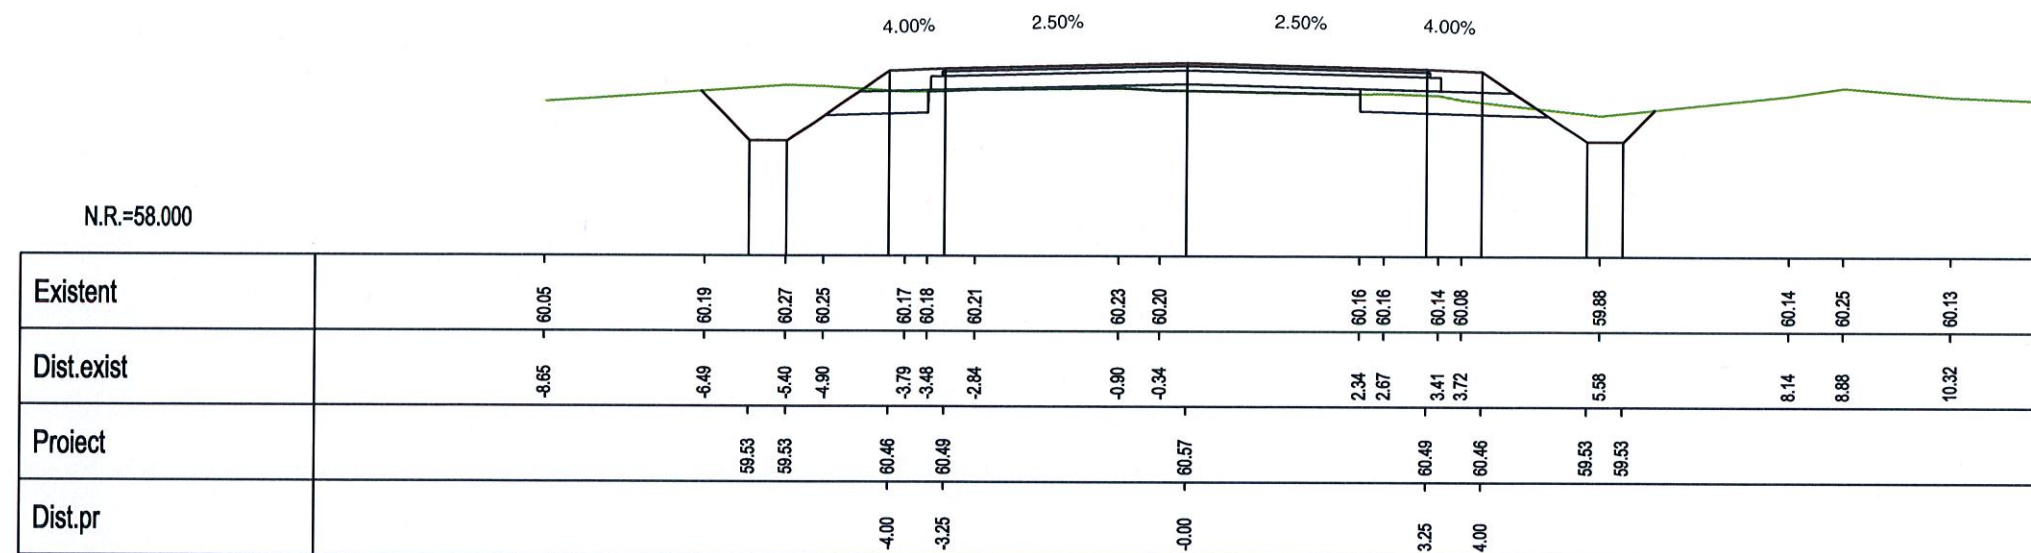 4.00% 2.50% 2.50% 4.00%
N.R.=58.000
Existent 60.05 60.19 60.27 60.25 60.17 60.18 60.21 60.23 60.20 60.16 60.16 60.14 60.08 59.88 60.14 60.25 60.13
Dist.exist -8.65 -6.49 -5.40 -4.90 -3.79 -3.48 -2.84 -0.90 -0.34 2.34 2.67 3.41 3.72 5.58 8.14 8.88 10.32
Proiect 59.53 59.53 60.46 60.49 60.57 60.49 60.46 59.53 59.53
Dist.pr -4.00 -3.25 -0.00 3.25 4.00